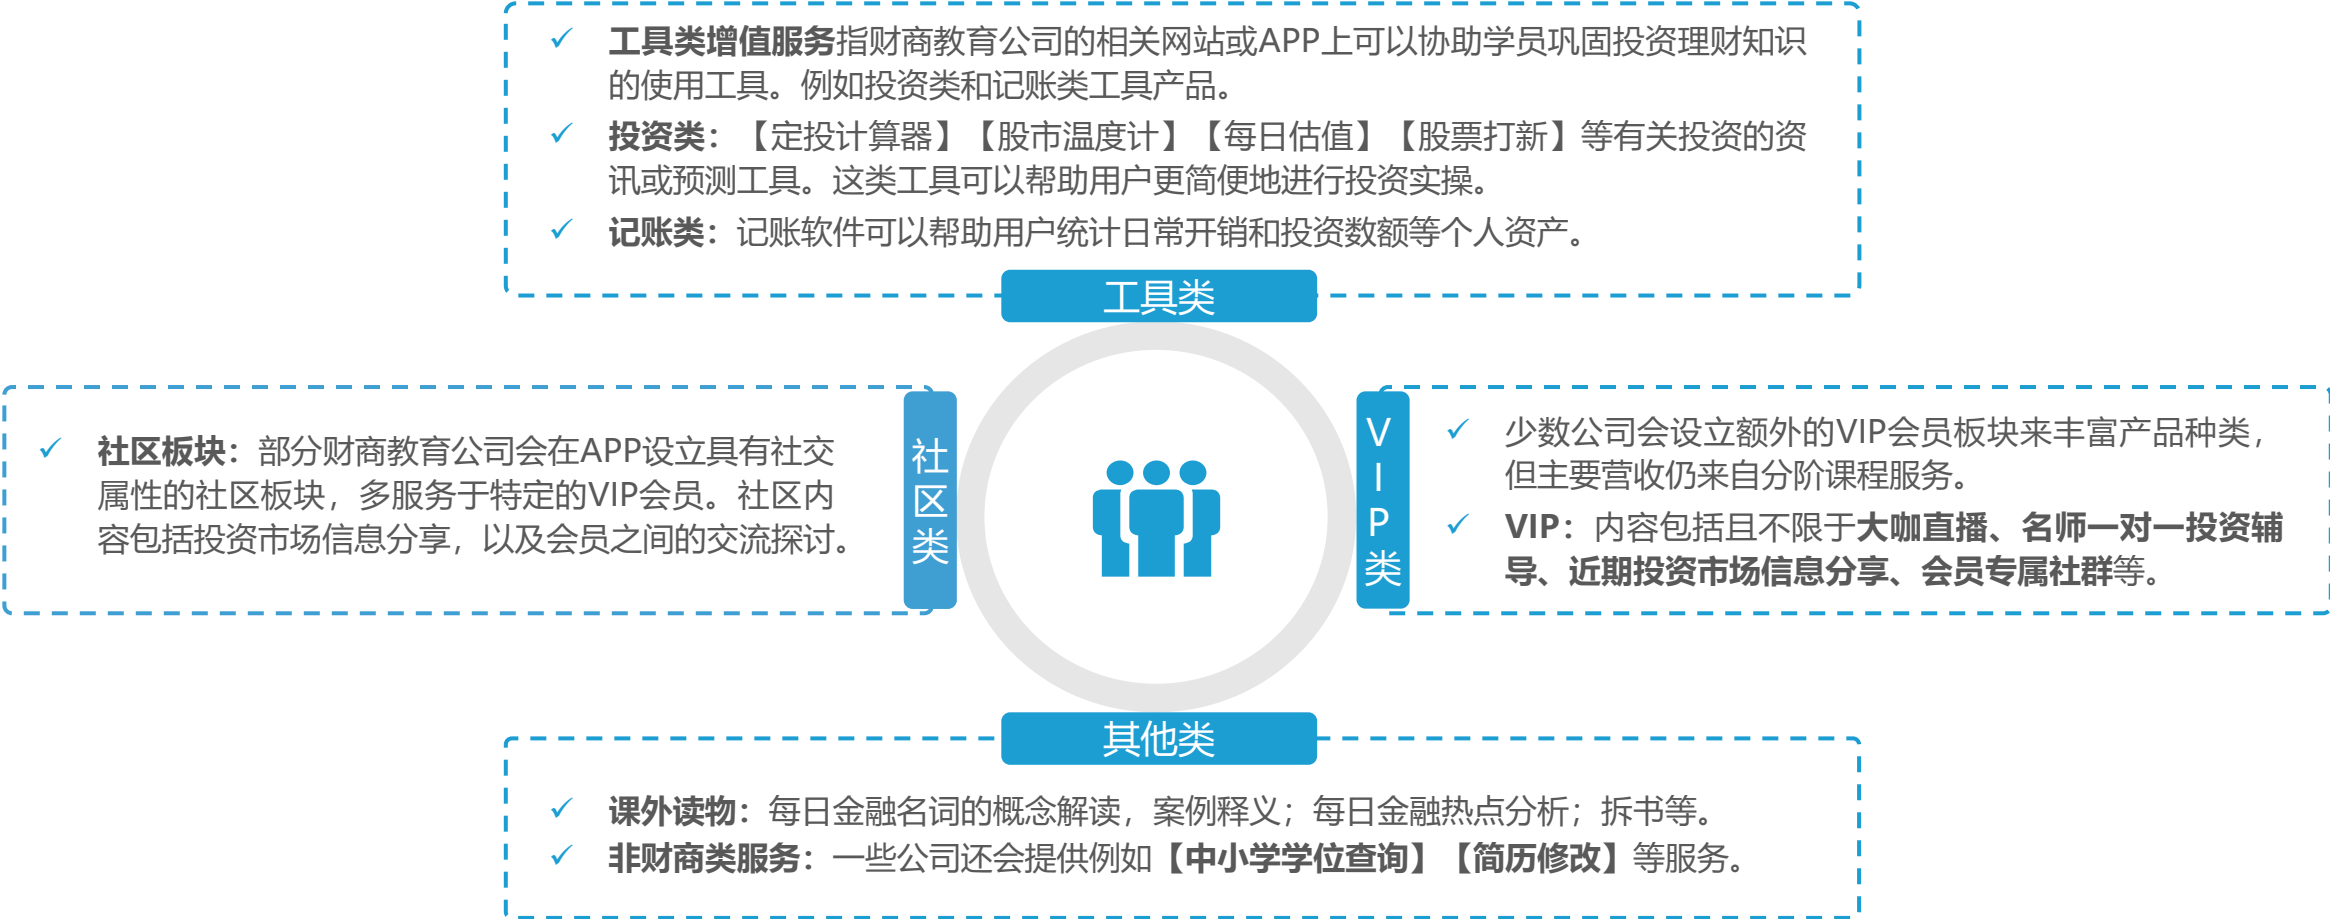 工具类增值服务指财商教育公司的相关网站或APP上可以协助学员巩固投资理财知识
的使用工具。例如投资类和记账类工具产品。
投资类：【定投计算器】【股市温度计】【每日估值】【股票打新】等有关投资的资
讯或预测工具。这类工具可以帮助用户更简便地进行投资实操。
记账类：记账软件可以帮助用户统计日常开销和投资数额等个人资产。
工具类
社区板块：部分财商教育公司会在APP设立具有社交
属性的社区板块，多服务于特定的VIP会员。社区内
容包括投资市场信息分享，以及会员之间的交流探讨。
社区类
VIP类
少数公司会设立额外的VIP会员板块来丰富产品种类，
但主要营收仍来自分阶课程服务。
VIP：内容包括且不限于大咖直播、名师一对一投资辅
导、近期投资市场信息分享、会员专属社群等。
其他类
课外读物：每日金融名词的概念解读，案例释义；每日金融热点分析；拆书等。
非财商类服务：一些公司还会提供例如【中小学学位查询】【简历修改】等服务。